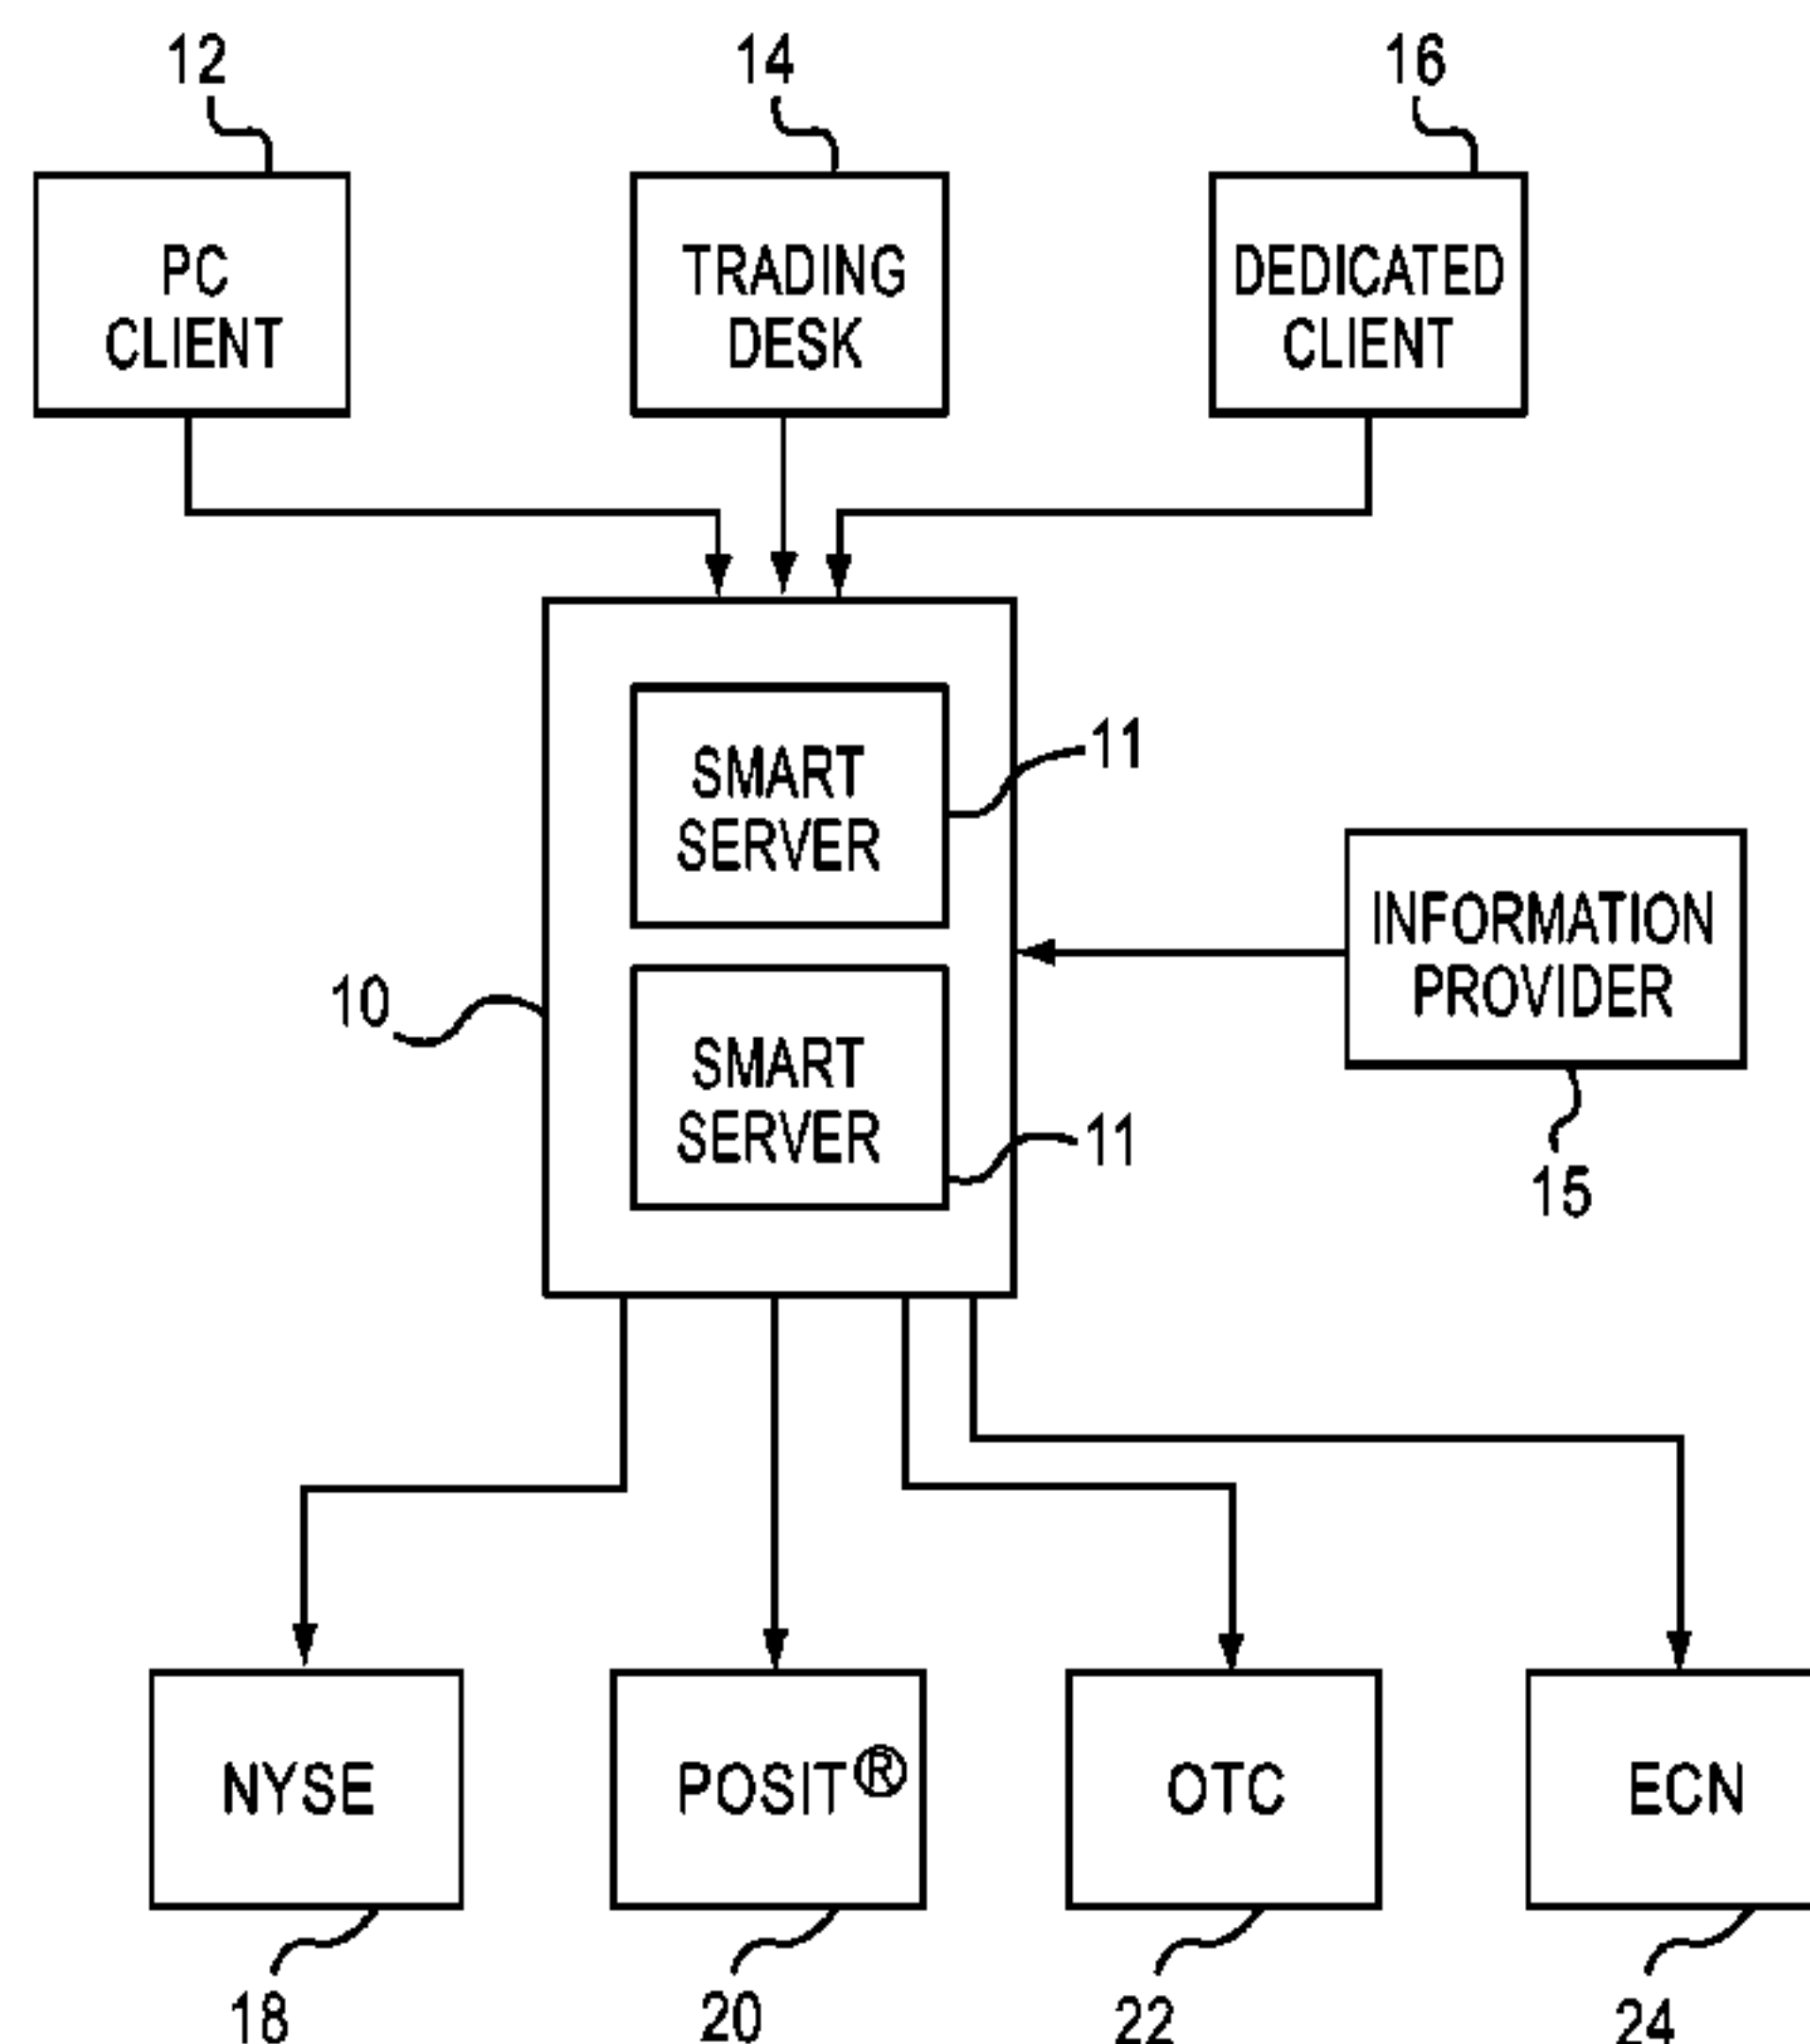 12
14
16
PC
CLIENT
TRADING
DESK
DEDICATED
CLIENT
SMART
SERVER
11
INFORMATION
PROVIDER
10
SMART
SERVER
11
15
NYSE
POSIT®
OTC
ECN
18
20
22
24